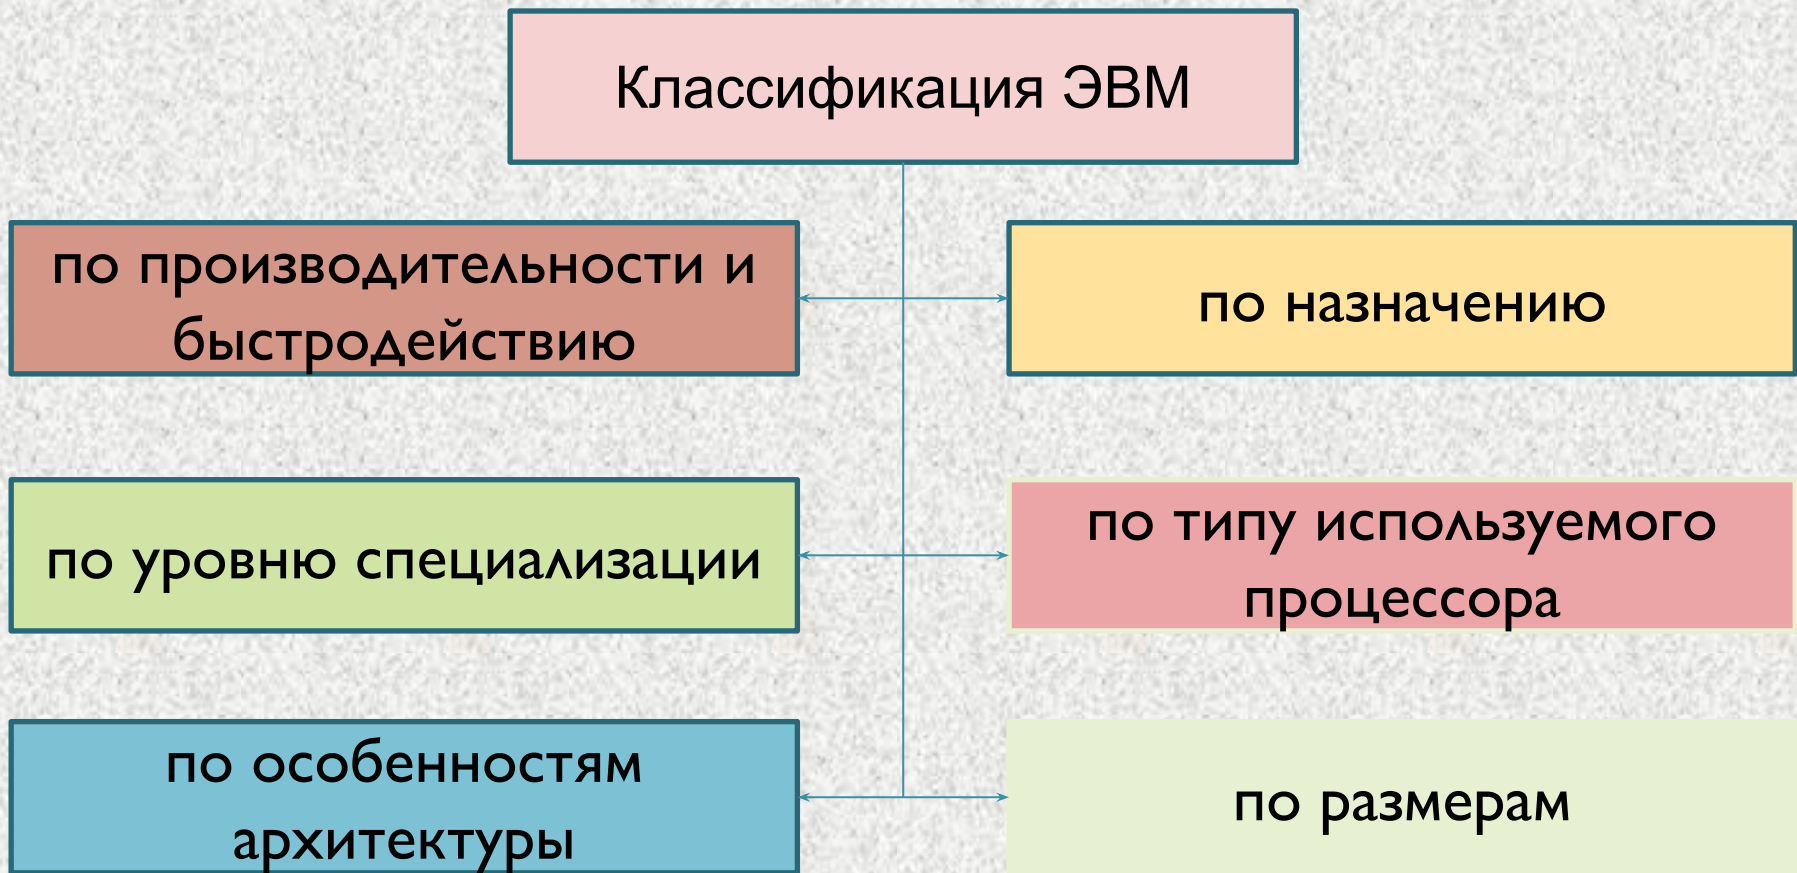 Классификация ЭВМ
по производительности и
быстродействию
по назначению
по уровню специализации
по типу используемого
процессора
по особенностям
архитектуры
по размерам